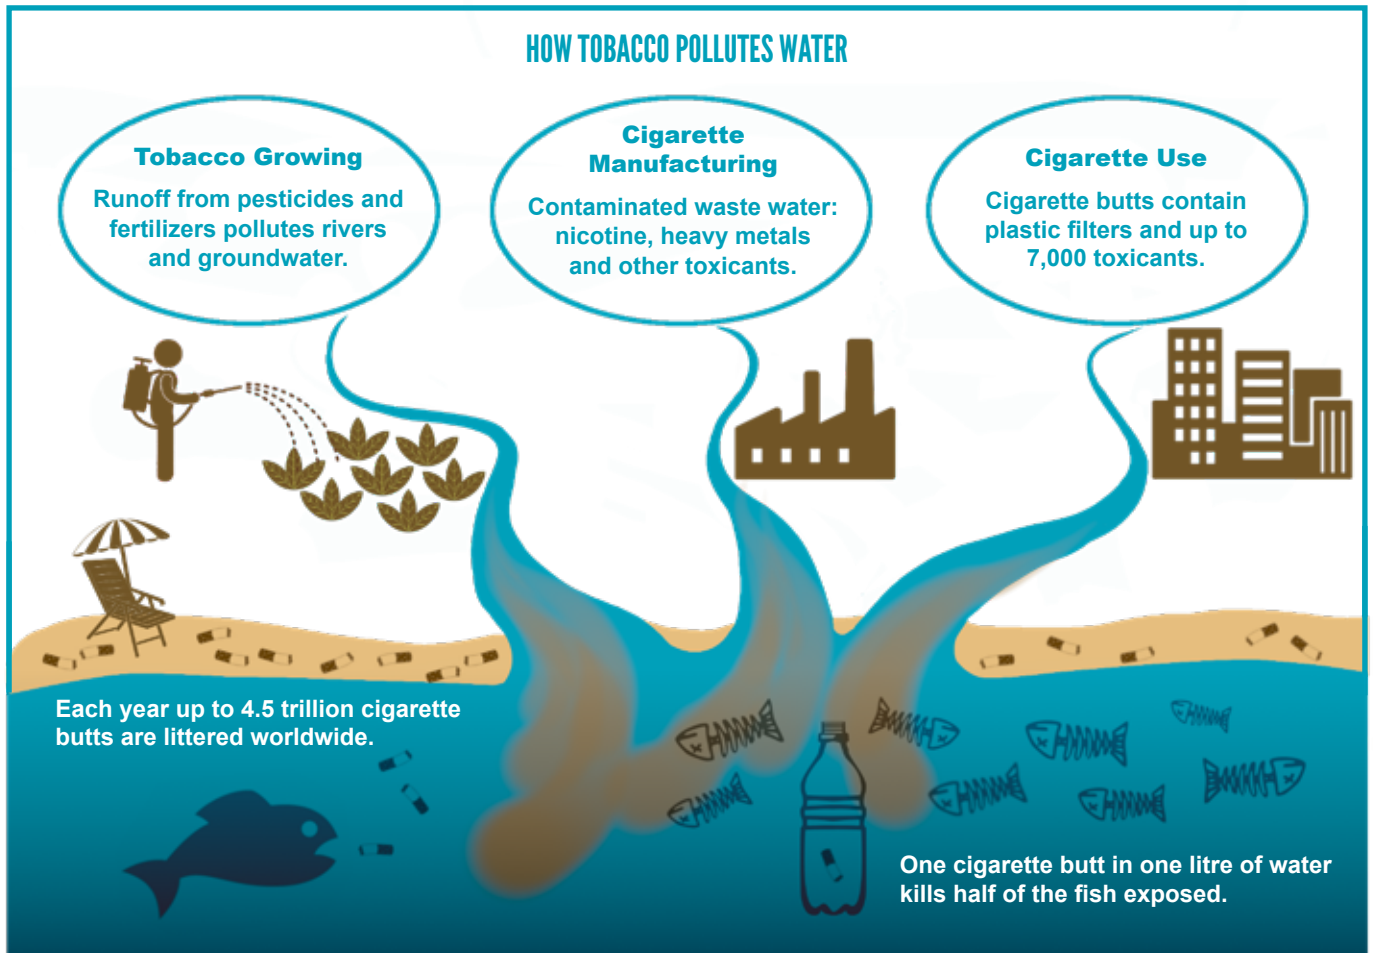 HOW TOBACCO POLLUTES WATER
Tobacco Growing
Runoff from pesticides and
fertilizers pollutes rivers
and groundwater.
Cigarette
Manufacturing
Contaminated waste water:
nicotine, heavy metals
and other toxicants.
Cigarette Use
Cigarette butts contain
plastic filters and up to
7,000 toxicants.
Each year up to 4.5 trillion cigarette
butts are littered worldwide.
One cigarette butt in one litre of water
kills half of the fish exposed.